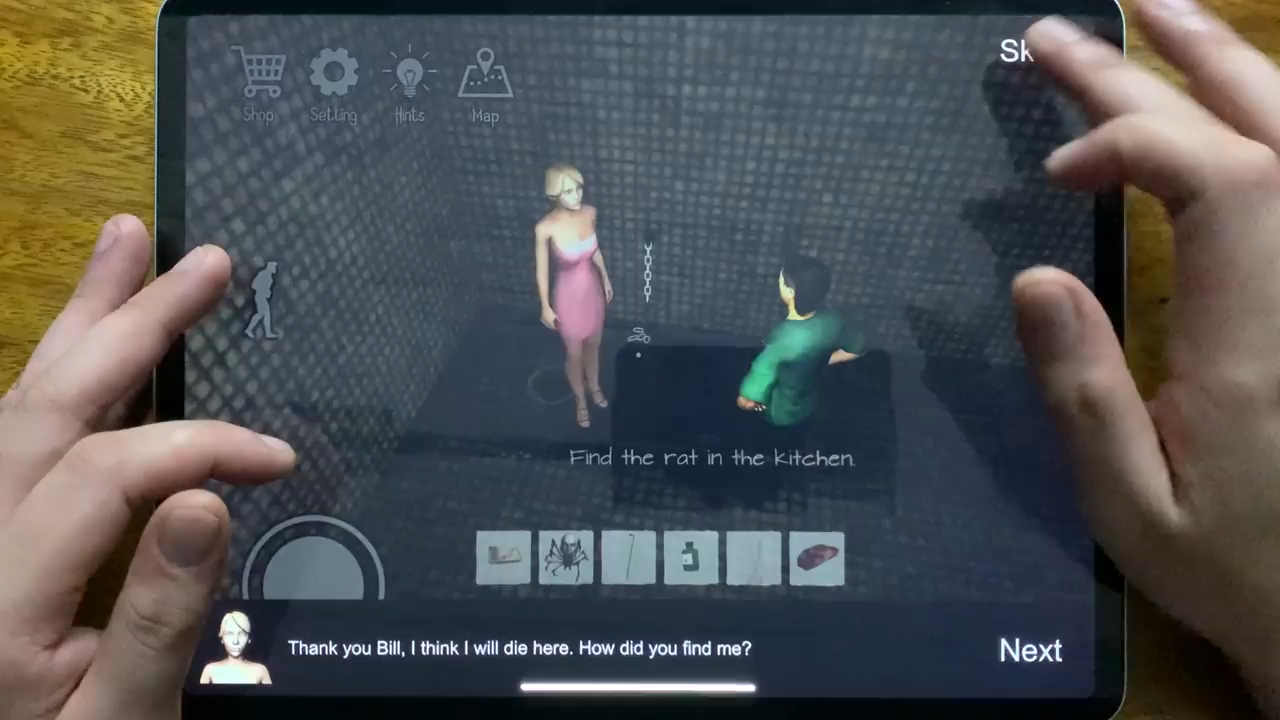 Shop
Setting
Hints
Map
Find the rat in the kitchen.
Thank you Bill, I think I will die here. How did you find me?
Next